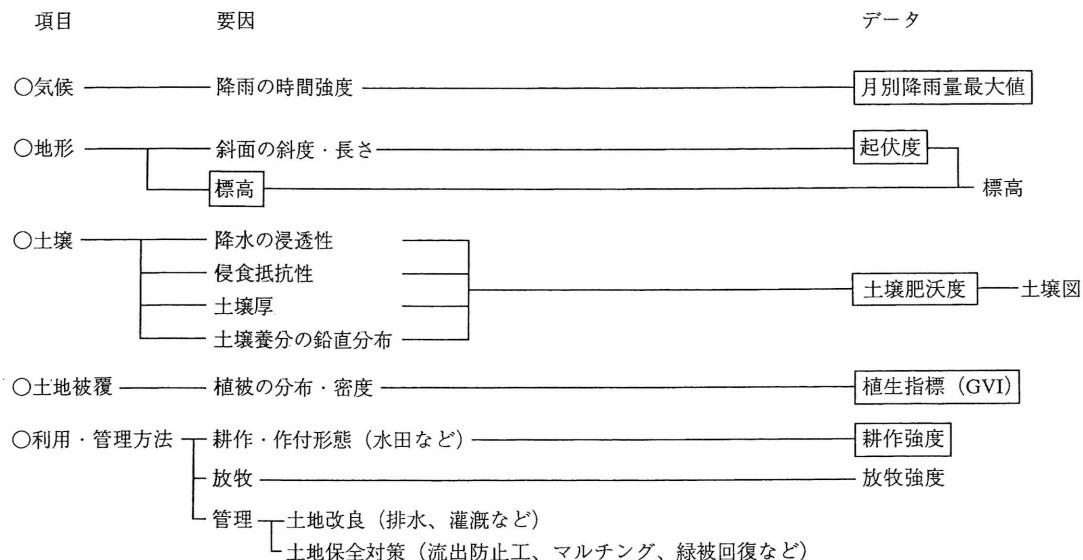 項目 要因 データ
○気候 降雨の時間強度 月別降雨量最大値
○地形 斜面の斜度・長さ 起伏度
標高 標高
○土壌 降水の浸透性
侵食抵抗性
土壌肥沃度 土壌図
土壌厚
土壌養分の鉛直分布
○土地被覆 植被の分布・密度 植生指標（GVI）
○利用・管理方法 耕作・作付形態（水田など） 耕作強度
放牧 放牧強度
管理 土地改良（排水、灌漑など）
土地保全対策（流出防止工、マルチング、緑被回復など）